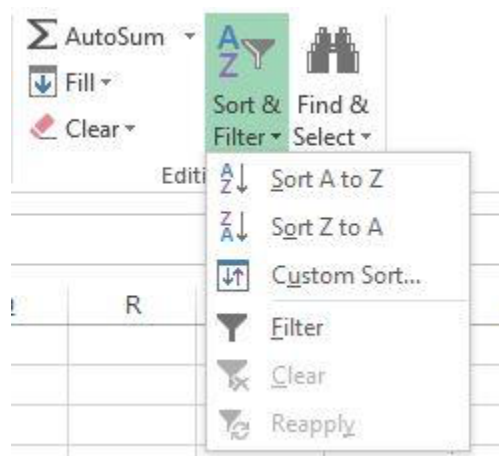 AutoSum
Fill
Clear
Sort &
Filter
Find &
Select
Sort A to Z
Sort Z to A
Custom Sort...
Filter
Clear
Reapply
R